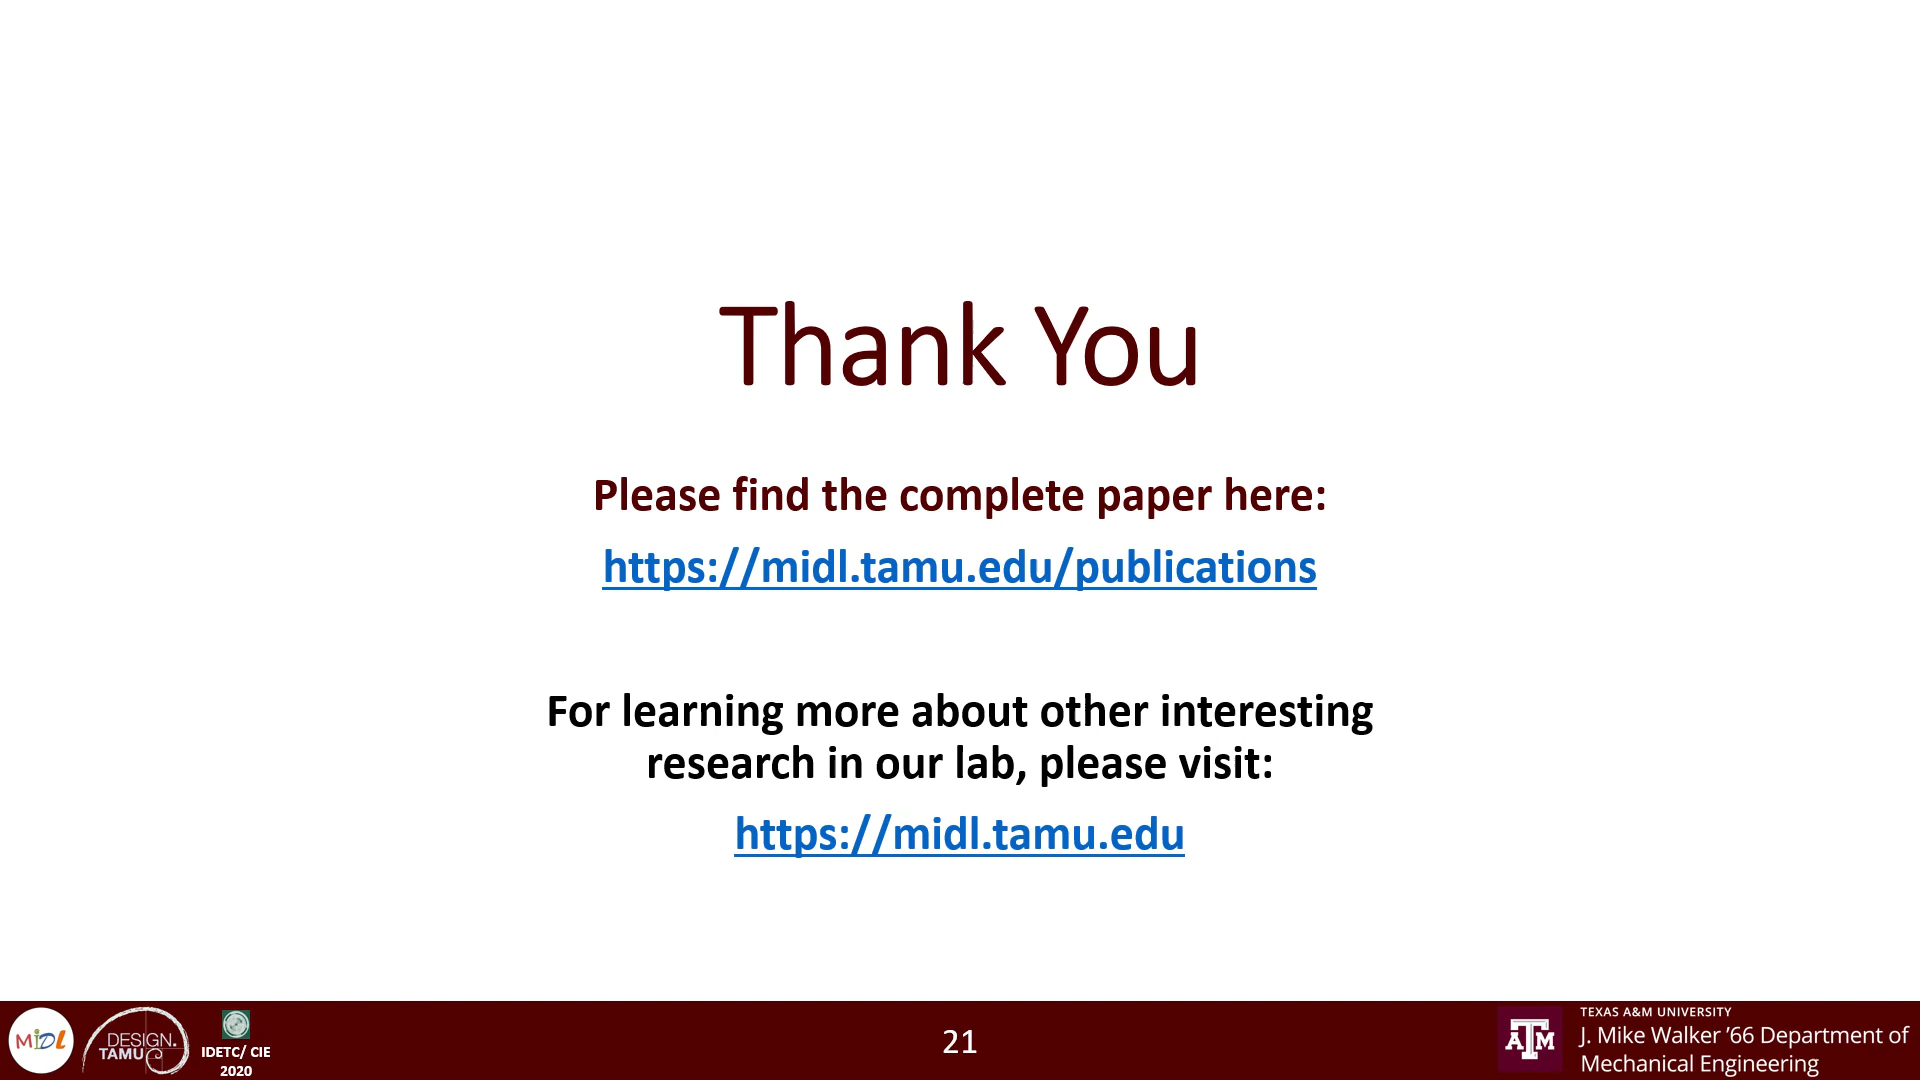 Thank You
Please find the complete paper here:
https://midl.tamu.edu/publications
For learning more about other interesting
research in our lab, please visit:
https://midl.tamu.edu
MiDL
DESIGN.
TAMU
IDETC/ CIE
2020
21
ATM
TEXAS A&M UNIVERSITY
J. Mike Walker ’66 Department of
Mechanical Engineering